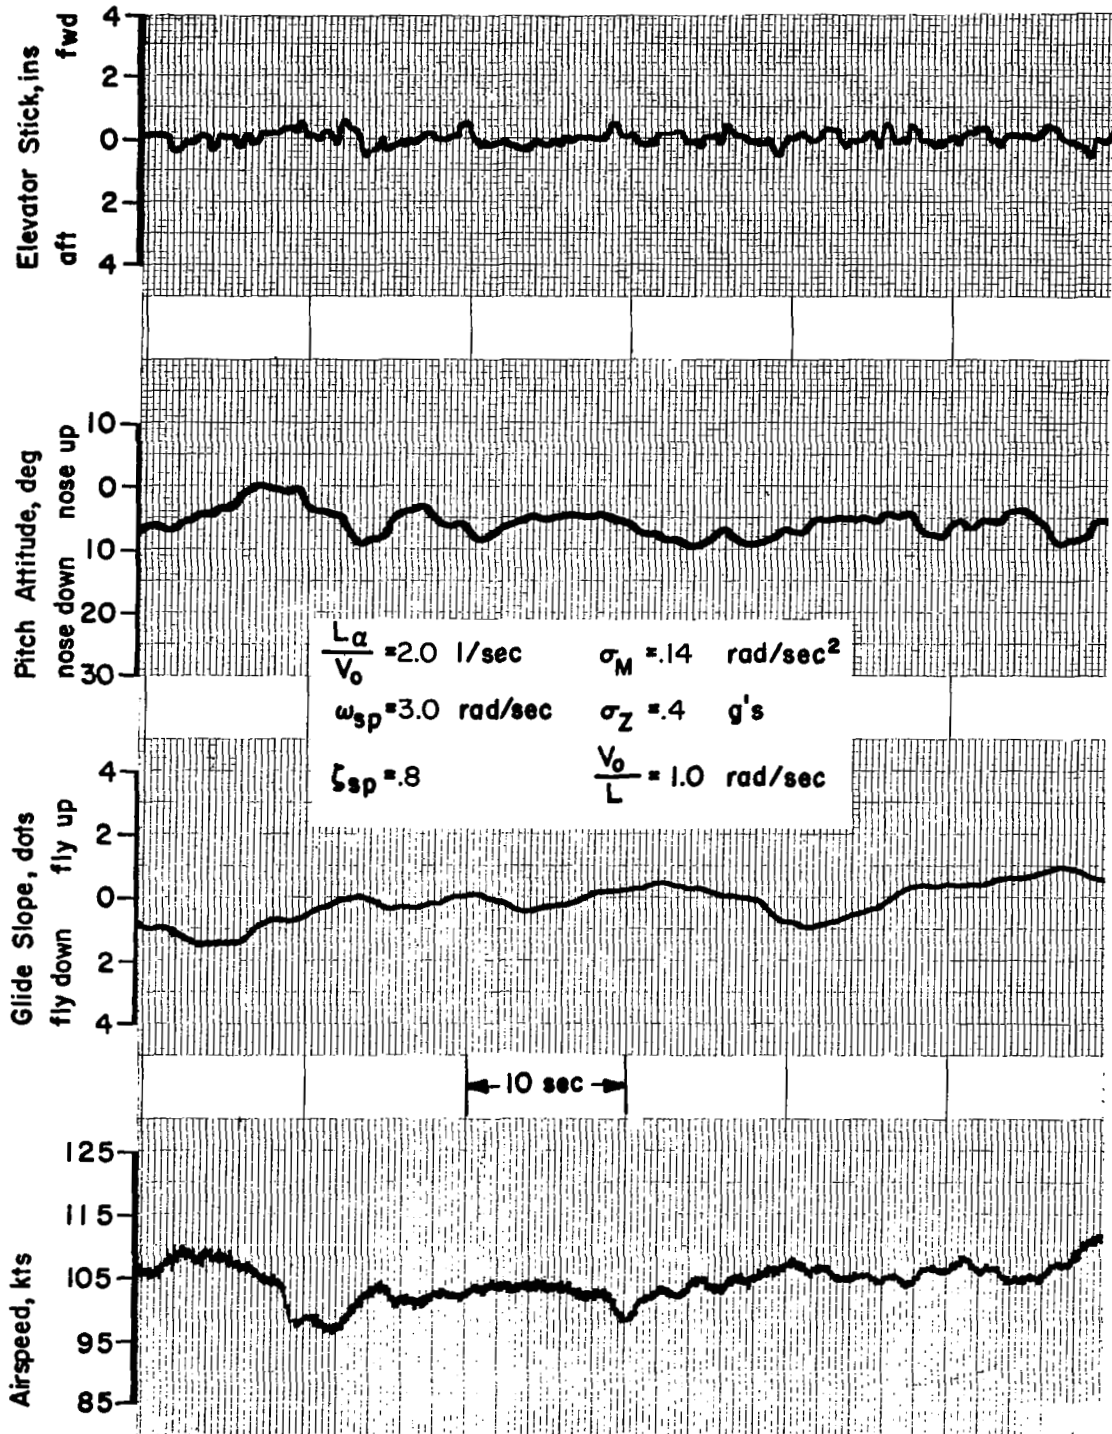 Elevator Stick, ins
aft fwd
4
2
0
2
4
Pitch Attitude, deg
nose down nose up
10
0
10
20
30
Lα/V₀ = 2.0 1/sec σM = .14 rad/sec²
ωsp = 3.0 rad/sec σZ = .4 g's
ζsp = .8 V₀/L = 1.0 rad/sec
Glide Slope, dots
fly down fly up
4
2
0
2
4
10 sec
Airspeed, kts
125
115
105
95
85